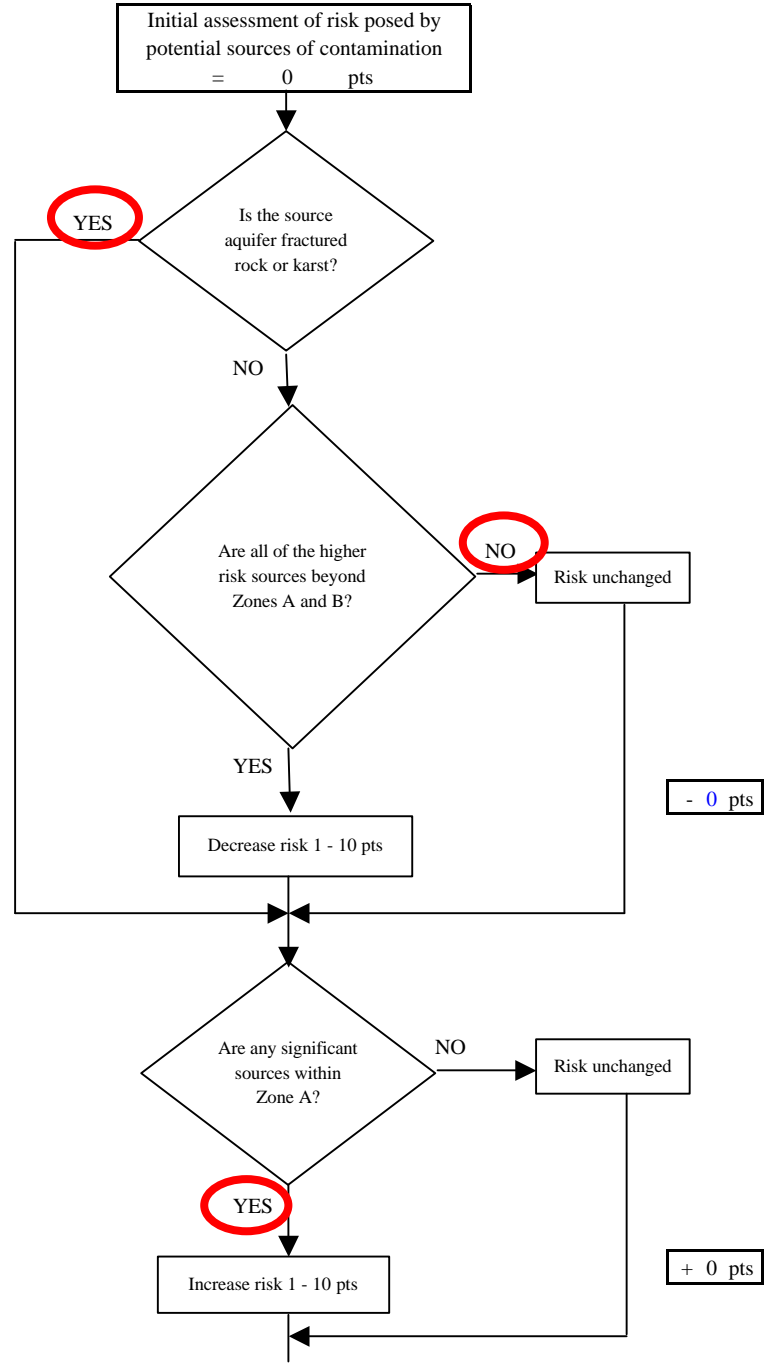 Initial assessment of risk posed by
potential sources of contamination
= 0 pts
YES
Is the source
aquifer fractured
rock or karst?
NO
Are all of the higher
risk sources beyond
Zones A and B?
NO
Risk unchanged
YES
- 0 pts
Decrease risk 1 - 10 pts
Are any significant
sources within
Zone A?
NO
Risk unchanged
YES
+ 0 pts
Increase risk 1 - 10 pts